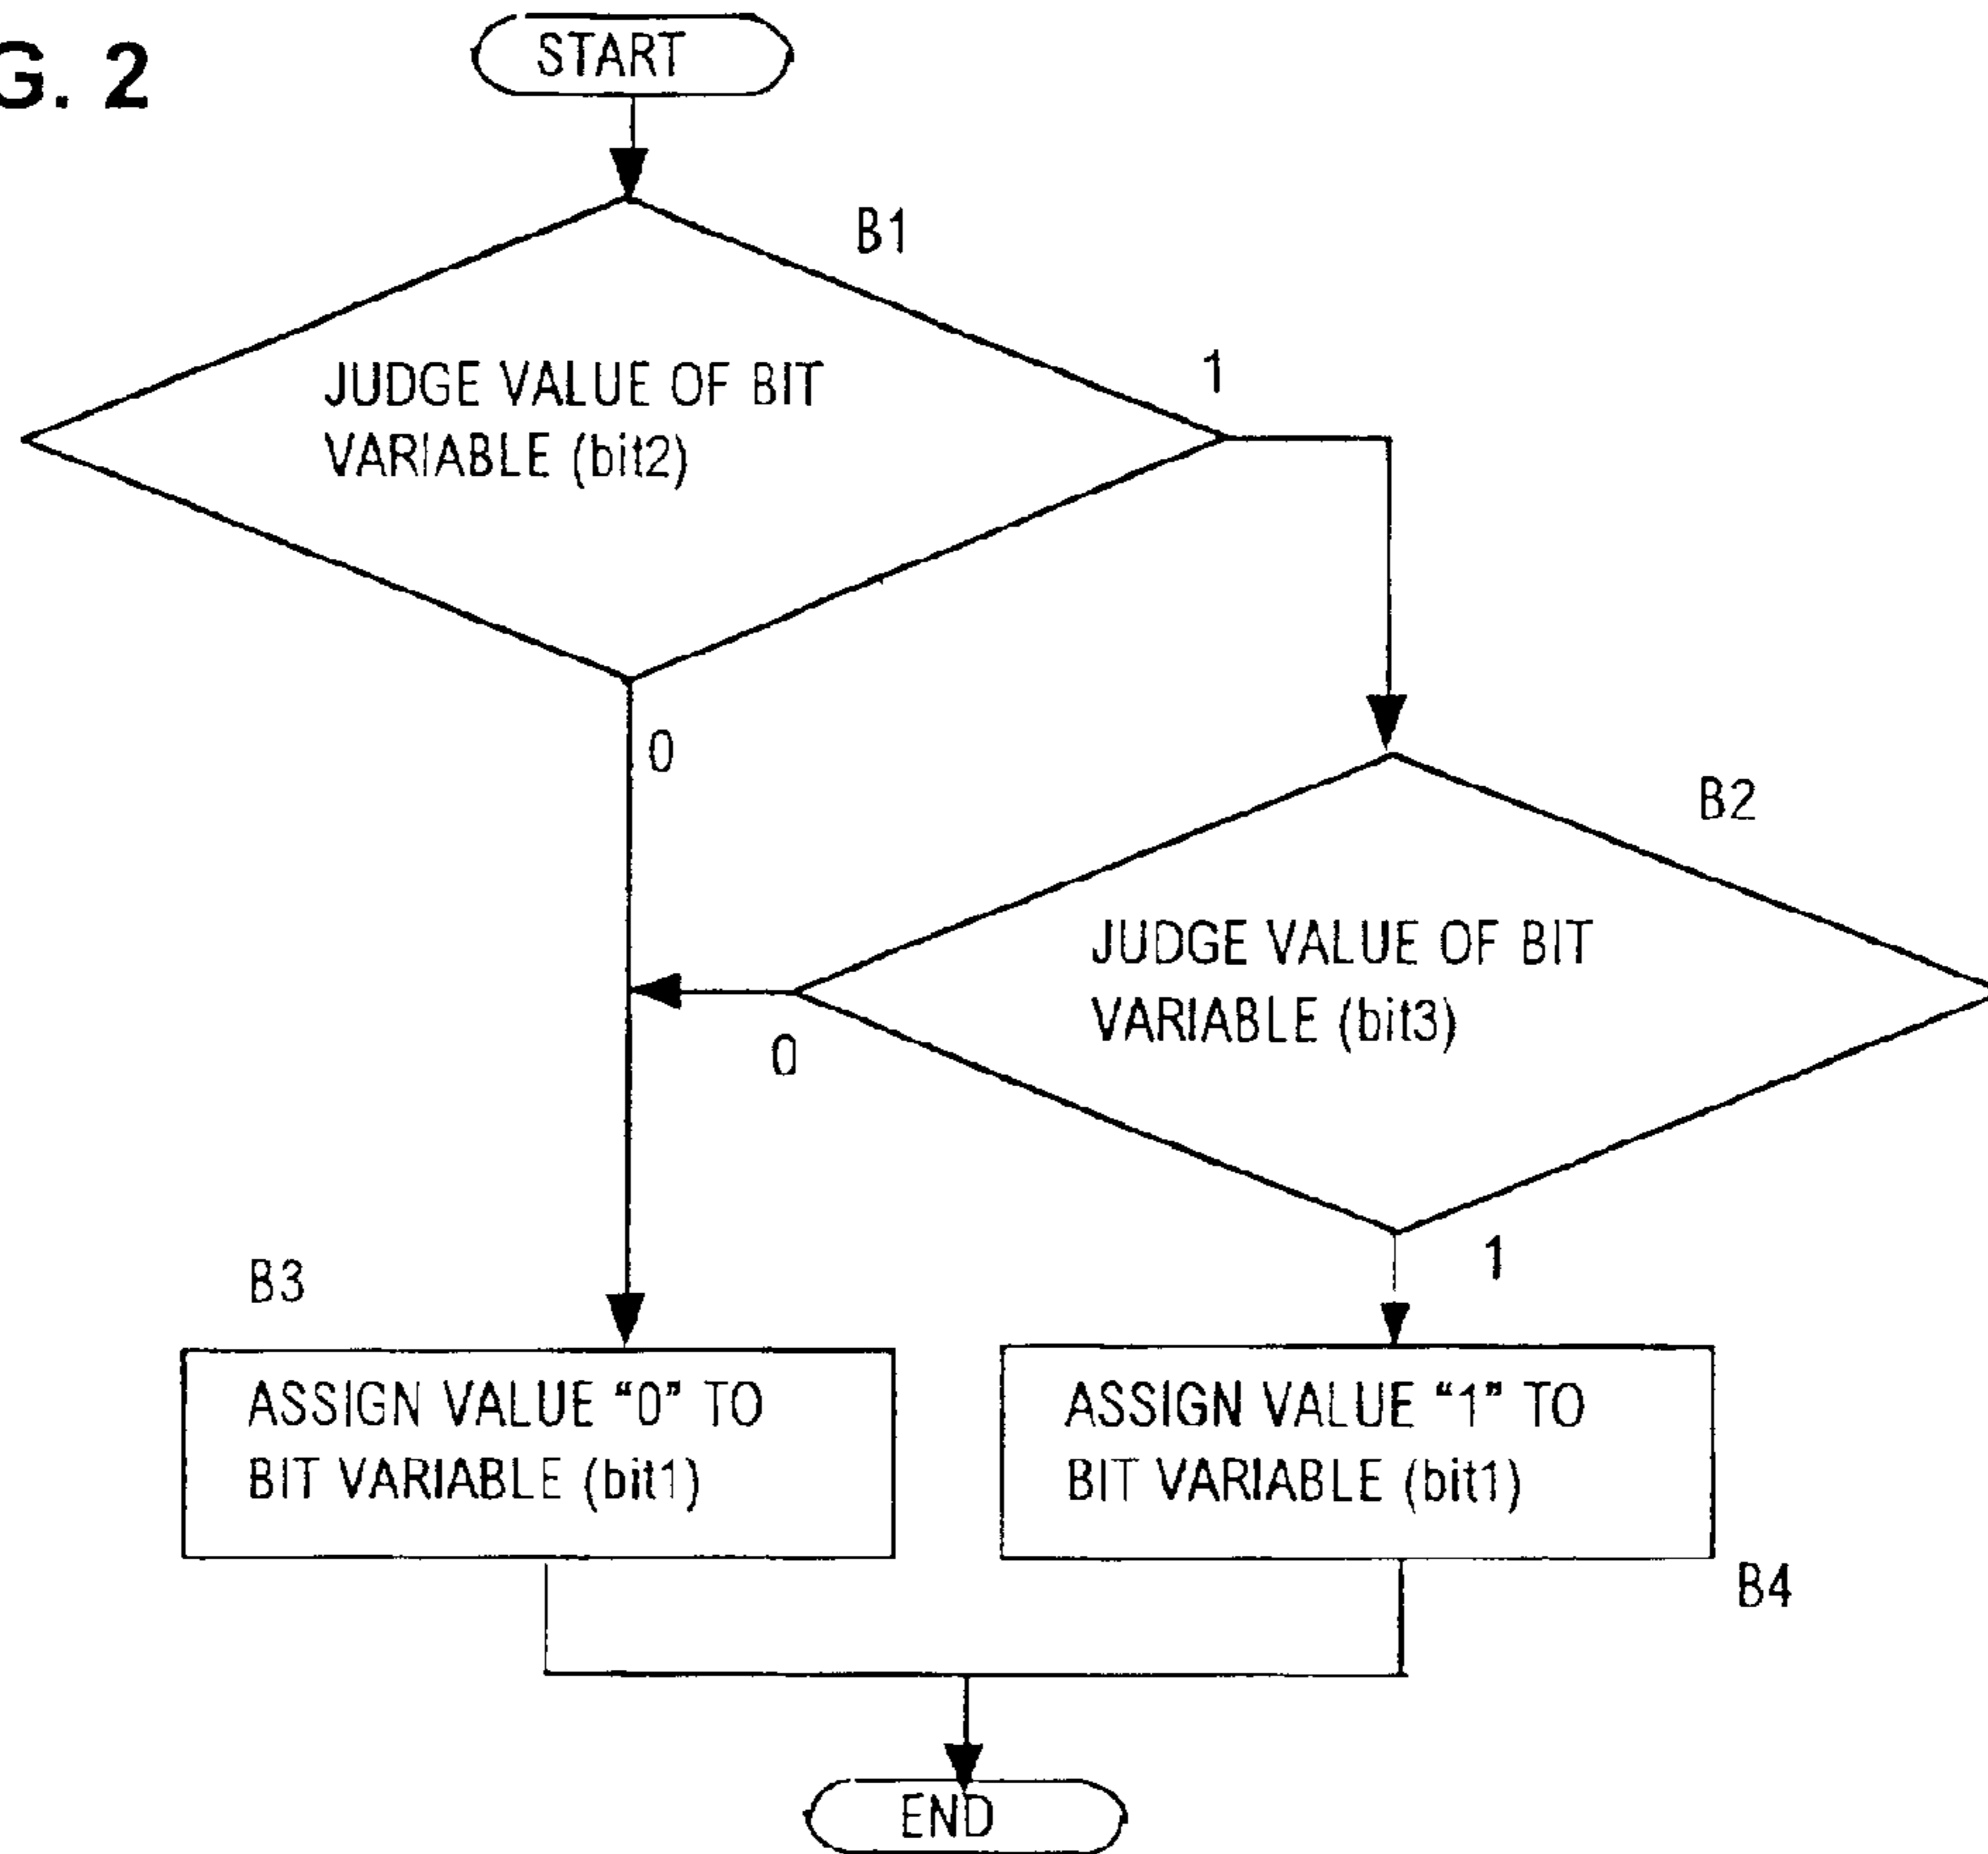 G. 2
START
B1
JUDGE VALUE OF BIT
VARIABLE (bit2)
1
0
B2
JUDGE VALUE OF BIT
VARIABLE (bit3)
0
1
B3
ASSIGN VALUE “0” TO
BIT VARIABLE (bit1)
ASSIGN VALUE “1” TO
BIT VARIABLE (bit1)
B4
END